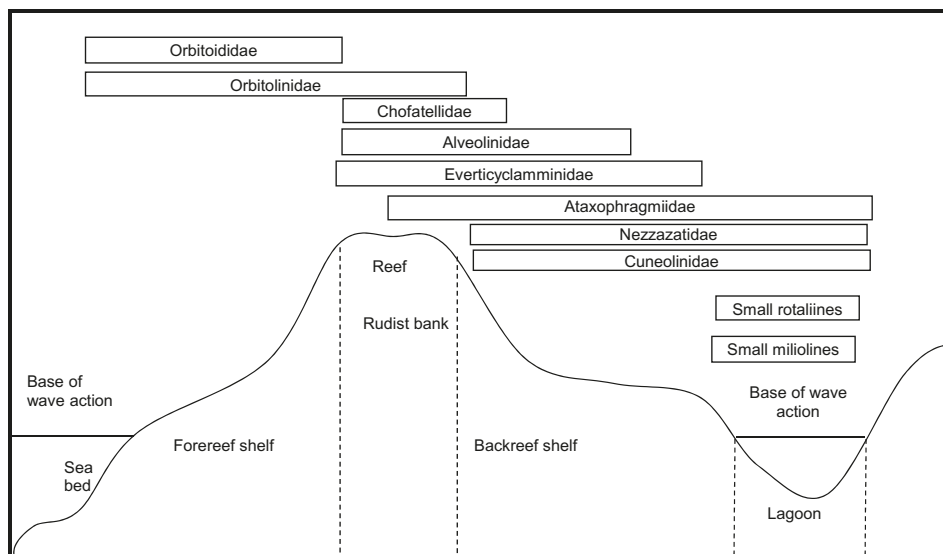 Orbitoididae
Orbitolinidae
Chofatellidae
Alveolinidae
Everticyclamminidae
Ataxophragmiidae
Nezzazatidae
Cuneolinidae
Reef
Small rotaliines
Rudist bank
Small miliolines
Base of
wave action
Base of wave
action
Forereef shelf
Backreef shelf
Sea
bed
Lagoon